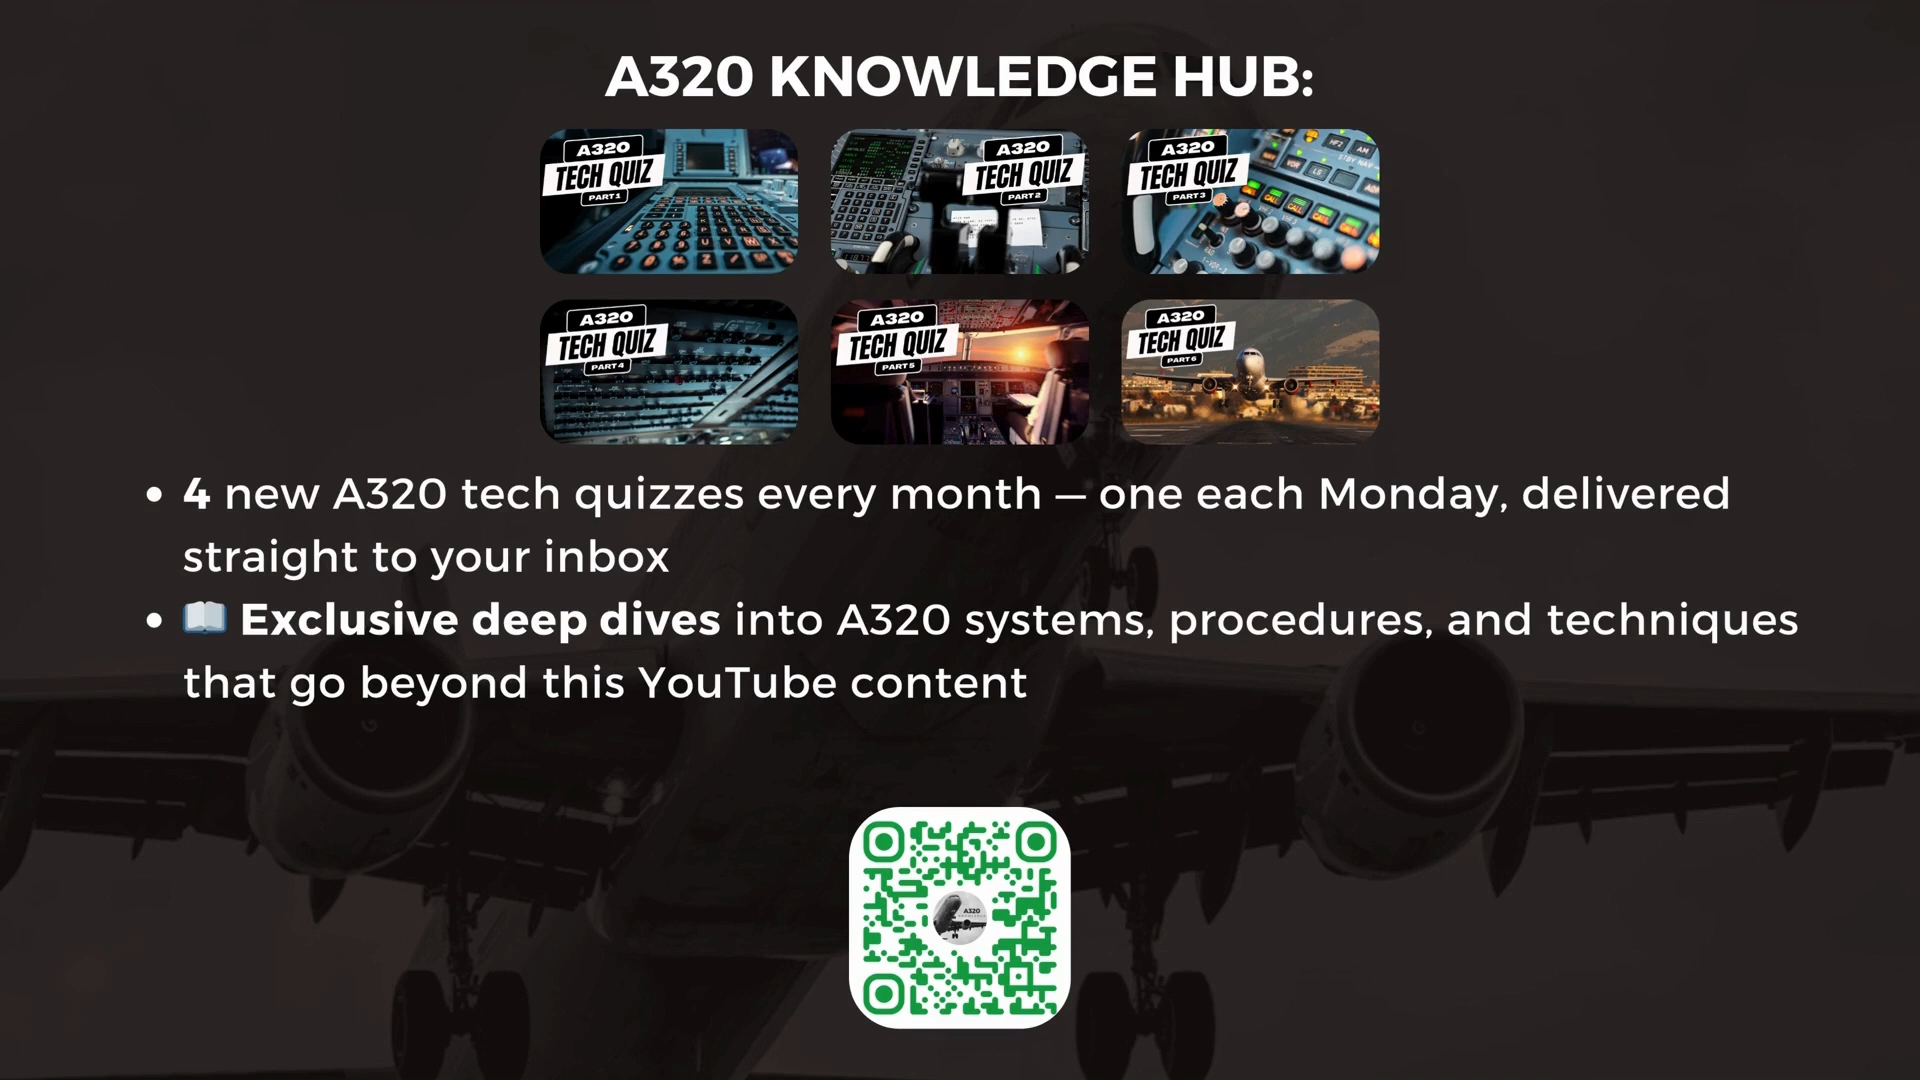 A320 KNOWLEDGE HUB:
A320
TECH QUIZ
PART 1
A320
TECH QUIZ
PART 2
A320
TECH QUIZ
PART 3
A320
TECH QUIZ
PART 4
A320
TECH QUIZ
PART 5
A320
TECH QUIZ
PART 6
• 4 new A320 tech quizzes every month — one each Monday, delivered
straight to your inbox
• 📖 Exclusive deep dives into A320 systems, procedures, and techniques
that go beyond this YouTube content
A320